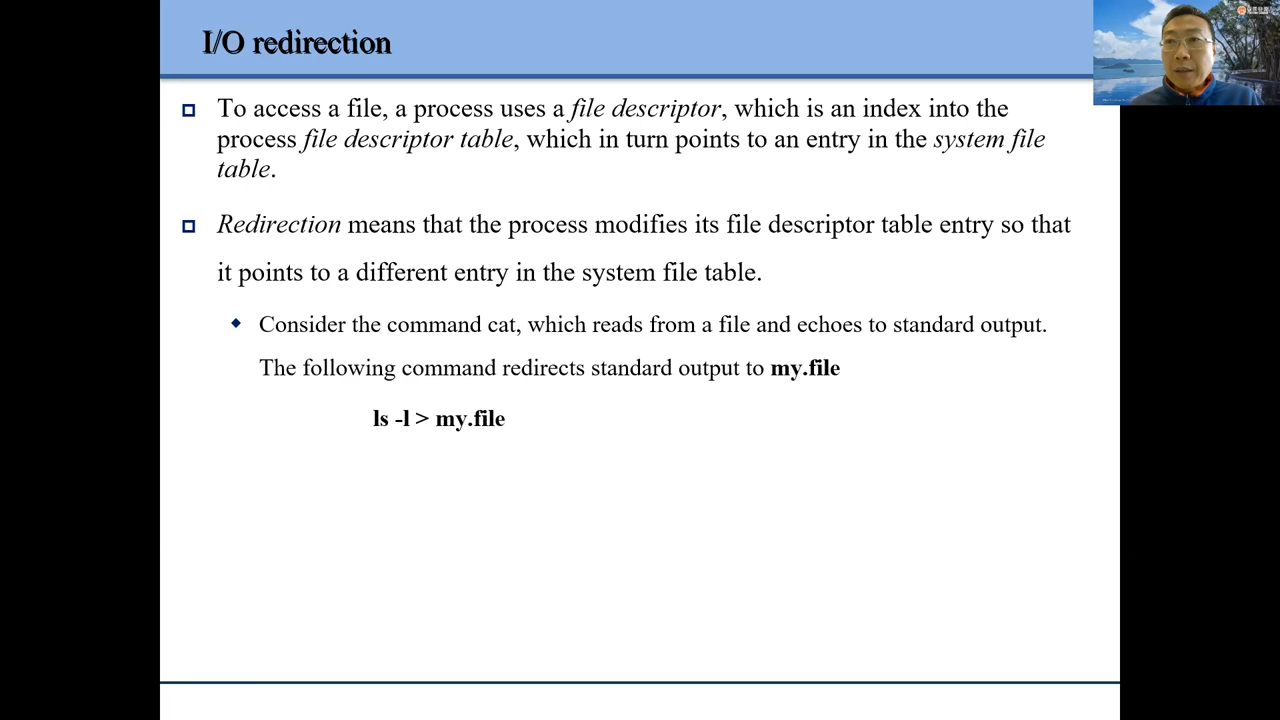 I/O redirection
To access a file, a process uses a file descriptor, which is an index into the
process file descriptor table, which in turn points to an entry in the system file
table.
Redirection means that the process modifies its file descriptor table entry so that
it points to a different entry in the system file table.
Consider the command cat, which reads from a file and echoes to standard output.
The following command redirects standard output to my.file
ls -l > my.file